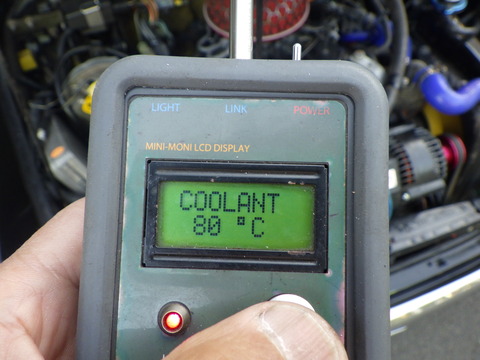 LIGHT LINK POWER
MINI-MONI LCD DISPLAY
COOLANT
80 °C